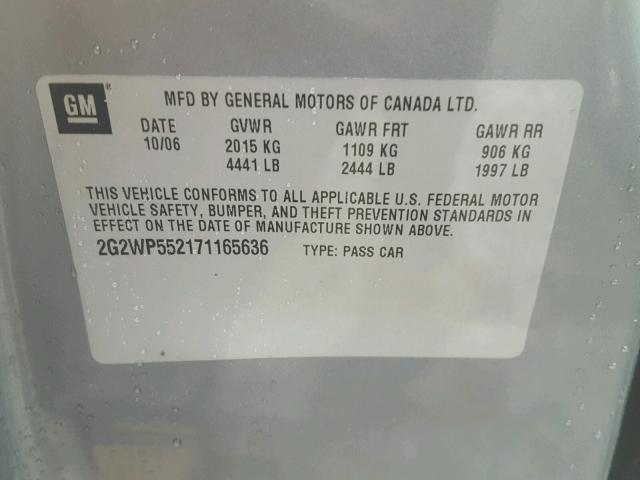 GM ® MFD BY GENERAL MOTORS OF CANADA LTD.
DATE GVWR GAWR FRT GAWR RR
10/06 2015 KG 1109 KG 906 KG
4441 LB 2444 LB 1997 LB
THIS VEHICLE CONFORMS TO ALL APPLICABLE U.S. FEDERAL MOTOR
VEHICLE SAFETY, BUMPER, AND THEFT PREVENTION STANDARDS IN
EFFECT ON THE DATE OF MANUFACTURE SHOWN ABOVE.
2G2WP552171165636 TYPE: PASS CAR